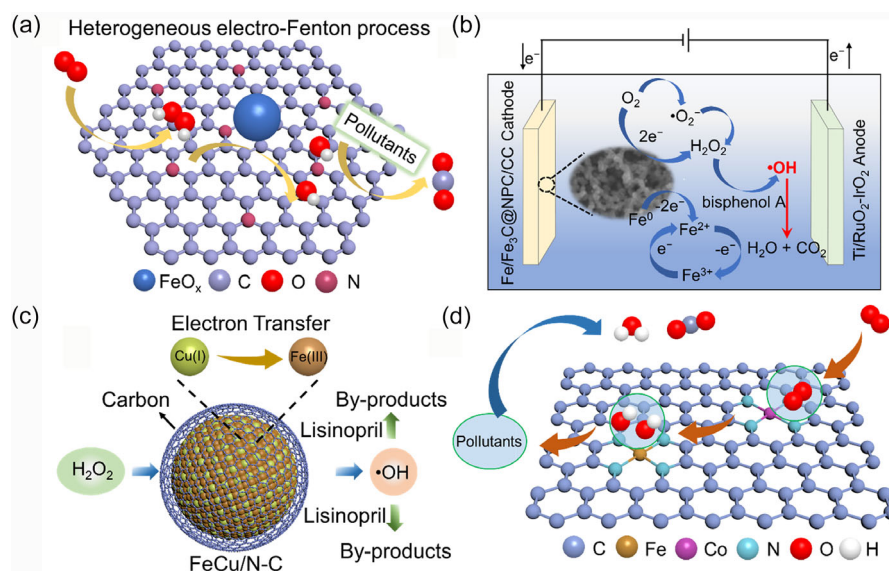 (a)
Heterogeneous electro-Fenton process
Pollutants
FeOₓ C O N
(b)
e⁻
e⁻
Fe/Fe₃C@NPC/CC Cathode
Ti/RuO₂-IrO₂ Anode
O₂
•O₂⁻
2e⁻
H₂O₂
•OH
bisphenol A
Fe⁰
-2e⁻
Fe²⁺
e⁻
-e⁻
H₂O + CO₂
Fe³⁺
(c)
Electron Transfer
Cu(I)
Fe(III)
Carbon
By-products
Lisinopril
H₂O₂
•OH
Lisinopril
By-products
FeCu/N-C
(d)
Pollutants
C Fe Co N O H